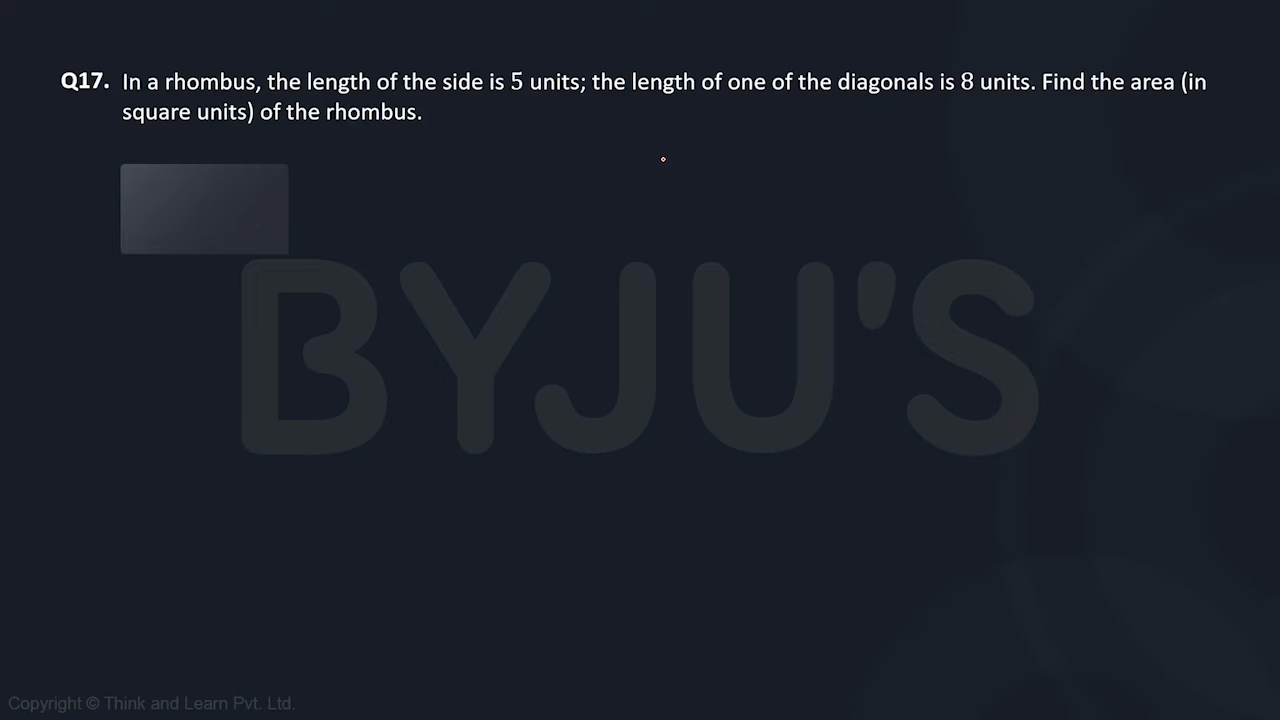 Q17. In a rhombus, the length of the side is 5 units; the length of one of the diagonals is 8 units. Find the area (in
square units) of the rhombus.
BYJU'S
Copyright © Think and Learn Pvt. Ltd.